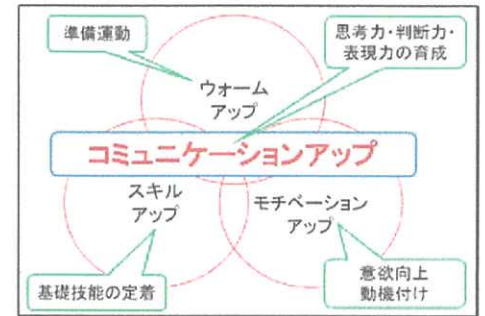 準備運動
思考力・判断力・
表現力の育成
ウォーム
アップ
コミュニケーションアップ
スキル
アップ
モチベーション
アップ
基礎技能の定着
意欲向上
動機付け